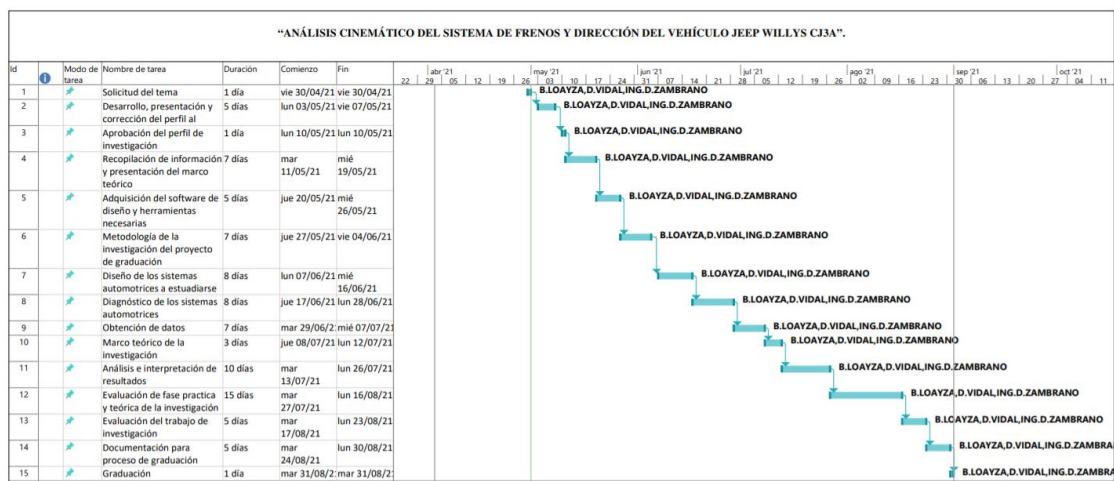 “ANÁLISIS CINEMÁTICO DEL SISTEMA DE FRENOS Y DIRECCIÓN DEL VEHÍCULO JEEP WILLYS CJ3A”.
Id Modo de tarea Nombre de tarea Duración Comienzo Fin
abr '21 may '21 jun '21 jul '21 ago '21 sep '21 oct '21
22 29 05 12 19 26 03 10 17 24 31 07 14 21 28 05 12 19 26 02 09 16 23 30 06 13 20 27 04 11
1 Solicitud del tema 1 día vie 30/04/21 vie 30/04/21 B.LOAYZA,D.VIDAL,ING.D.ZAMBRANO
2 Desarrollo, presentación y 5 días lun 03/05/21 vie 07/05/21 B.LOAYZA,D.VIDAL,ING.D.ZAMBRANO
corrección del perfil al
3 Aprobación del perfil de 1 día lun 10/05/21 lun 10/05/21 B.LOAYZA,D.VIDAL,ING.D.ZAMBRANO
investigación
4 Recopilación de información 7 días mar mié B.LOAYZA,D.VIDAL,ING.D.ZAMBRANO
y presentación del marco 11/05/21 19/05/21
teórico
5 Adquisición del software de 5 días jue 20/05/21 mié B.LOAYZA,D.VIDAL,ING.D.ZAMBRANO
diseño y herramientas 26/05/21
necesarias
6 Metodología de la 7 días jue 27/05/21 vie 04/06/21 B.LOAYZA,D.VIDAL,ING.D.ZAMBRANO
investigación del proyecto
de graduación
7 Diseño de los sistemas 8 días lun 07/06/21 mié B.LOAYZA,D.VIDAL,ING.D.ZAMBRANO
automotrices a estuadiarse 16/06/21
8 Diagnóstico de los sistemas 8 días jue 17/06/21 lun 28/06/21 B.LOAYZA,D.VIDAL,ING.D.ZAMBRANO
automotrices
9 Obtención de datos 7 días mar 29/06/2 mié 07/07/21 B.LOAYZA,D.VIDAL,ING.D.ZAMBRANO
10 Marco teórico de la 3 días jue 08/07/21 lun 12/07/21 B.LOAYZA,D.VIDAL,ING.D.ZAMBRANO
investigación
11 Análisis e interpretación de 10 días mar lun 26/07/21 B.LOAYZA,D.VIDAL,ING.D.ZAMBRANO
resultados 13/07/21
12 Evaluación de fase practica 15 días mar lun 16/08/21 B.LOAYZA,D.VIDAL,ING.D.ZAMBRANO
y teórica de la investigación 27/07/21
13 Evaluación del trabajo de 5 días mar lun 23/08/21 B.LOAYZA,D.VIDAL,ING.D.ZAMBRANO
investigación 17/08/21
14 Documentación para 5 días mar lun 30/08/21 B.LOAYZA,D.VIDAL,ING.D.ZAMBRA
proceso de graduación 24/08/21
15 Graduación 1 día mar 31/08/2 mar 31/08/21 B.LOAYZA,D.VIDAL,ING.D.ZAMBRA